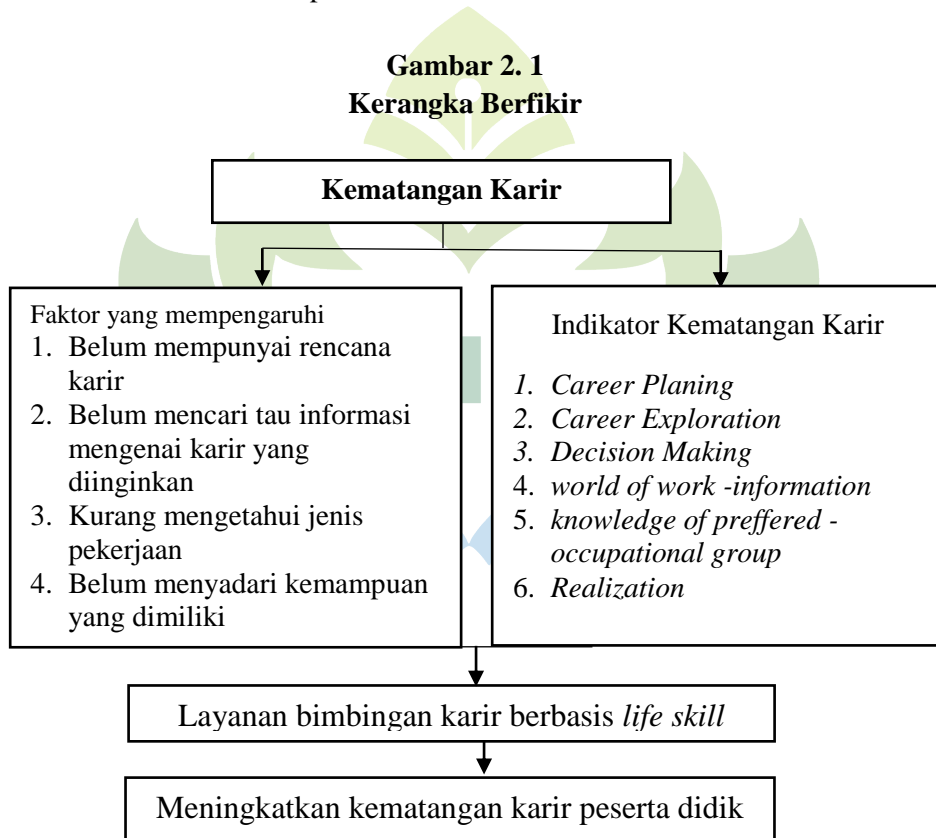 Gambar 2. 1
Kerangka Berfikir
Kematangan Karir
Faktor yang mempengaruhi
1. Belum mempunyai rencana
karir
2. Belum mencari tau informasi
mengenai karir yang
diinginkan
3. Kurang mengetahui jenis
pekerjaan
4. Belum menyadari kemampuan
yang dimiliki
Indikator Kematangan Karir
1. Career Planing
2. Career Exploration
3. Decision Making
4. world of work -information
5. knowledge of preffered -
occupational group
6. Realization
Layanan bimbingan karir berbasis life skill
Meningkatkan kematangan karir peserta didik